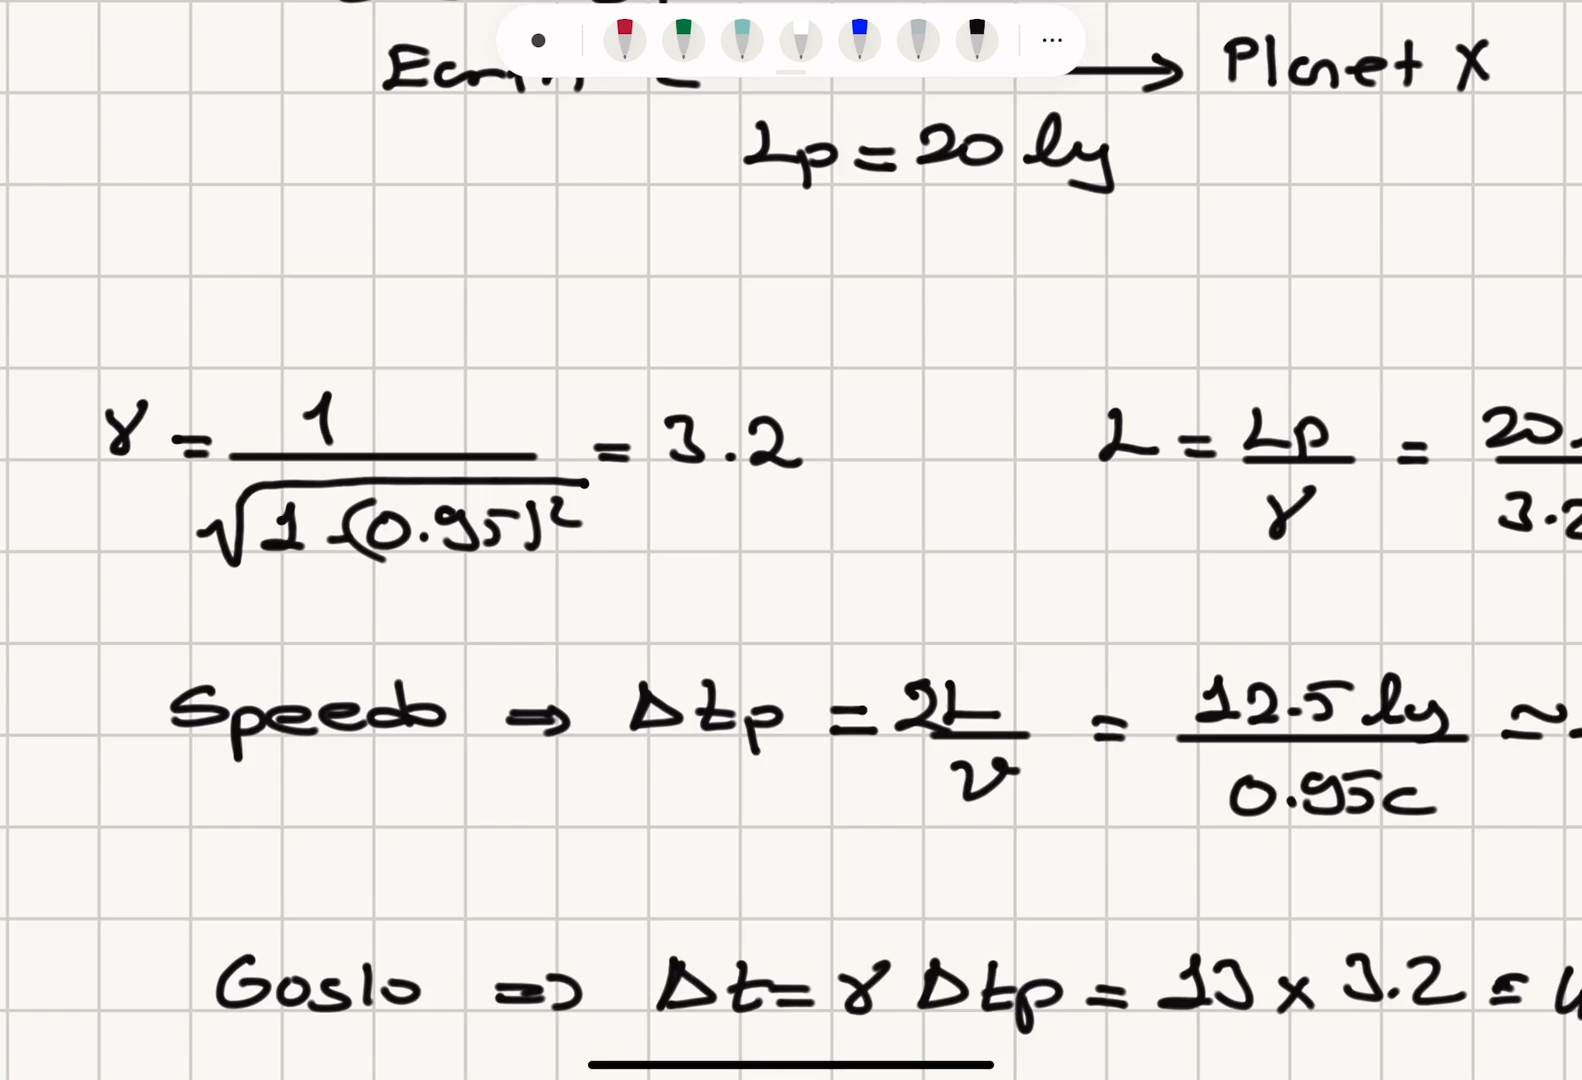 Planet X
Lp = 20 ly
γ = 1 / √1-(0.95)² = 3.2
L = Lp / γ = 20 / 3.2
Speedo ⇒ Δtp = 2L / v = 12.5 ly / 0.95c ≈
Goslo ⇒ Δt = γ Δtp = 13 x 3.2 =